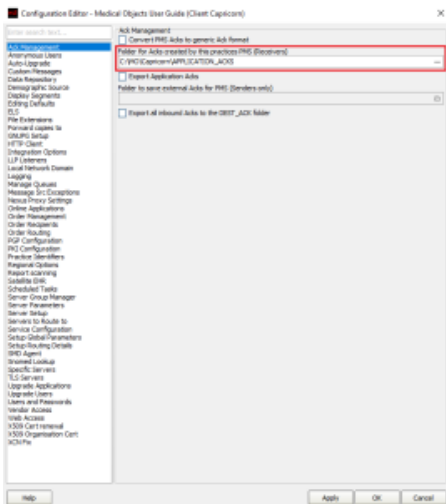 Configuration Editor - Medical Objects User Guide (Client Capricorn)
Enter search text...
Ack Management
Anonymous Users
Auto-Upgrade
Custom Messages
Data Repository
Demographic Source
Display Segments
Editing Defaults
ELS
File Extensions
Forward copies to
GNUPG Setup
HTTP Client
Integration Options
LLP Listeners
Local Network Domain
Logging
Manage Queues
Message Src Exceptions
Nexus Proxy Settings
Online Applications
Order Management
Order Recipients
Order Routing
PGP Configuration
PKI Configuration
Practice Identifiers
Regional Options
Report scanning
Satellite EHR
Scheduled Tasks
Server Group Manager
Server Parameters
Server Setup
Servers to Route to
Service Configuration
Setup Global Parameters
Setup Routing Details
SMD Agent
Snomed Lookup
Specific Servers
TLS Servers
Upgrade Applications
Upgrade Users
Users and Passwords
Vendor Access
Web Access
X509 Cert renewal
X509 Organisation Cert
Ack Management
Convert PMS Acks to generic Ack format
Folder for Acks created by this practices PMS (Receivers)
C:\MO\Capricorn\APPLICATION_ACKS
...
Export Application Acks
Folder to save external Acks for PMS (Senders only)
Export all inbound Acks to the DEST_ACK folder
Help
Apply
OK
Cancel